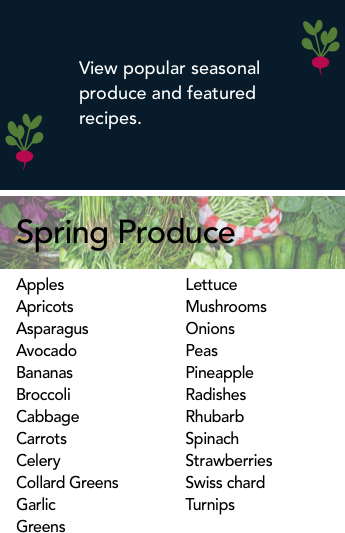 View popular seasonal
produce and featured
recipes.
Spring Produce
Apples
Apricots
Asparagus
Avocado
Bananas
Broccoli
Cabbage
Carrots
Celery
Collard Greens
Garlic
Greens
Lettuce
Mushrooms
Onions
Peas
Pineapple
Radishes
Rhubarb
Spinach
Strawberries
Swiss chard
Turnips